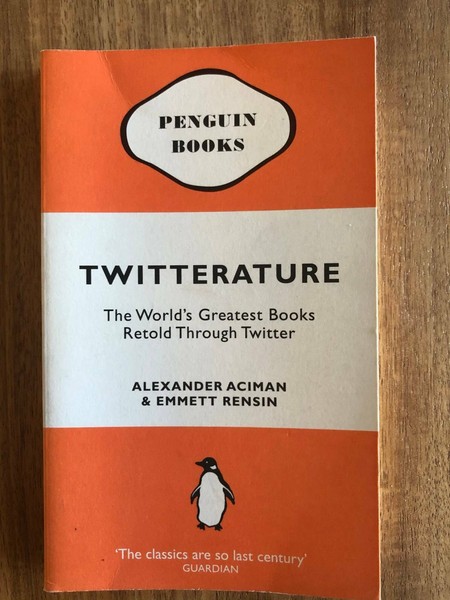 PENGUIN
BOOKS
TWITTERATURE
The World's Greatest Books
Retold Through Twitter
ALEXANDER ACIMAN
& EMMETT RENSIN
'The classics are so last century'
GUARDIAN